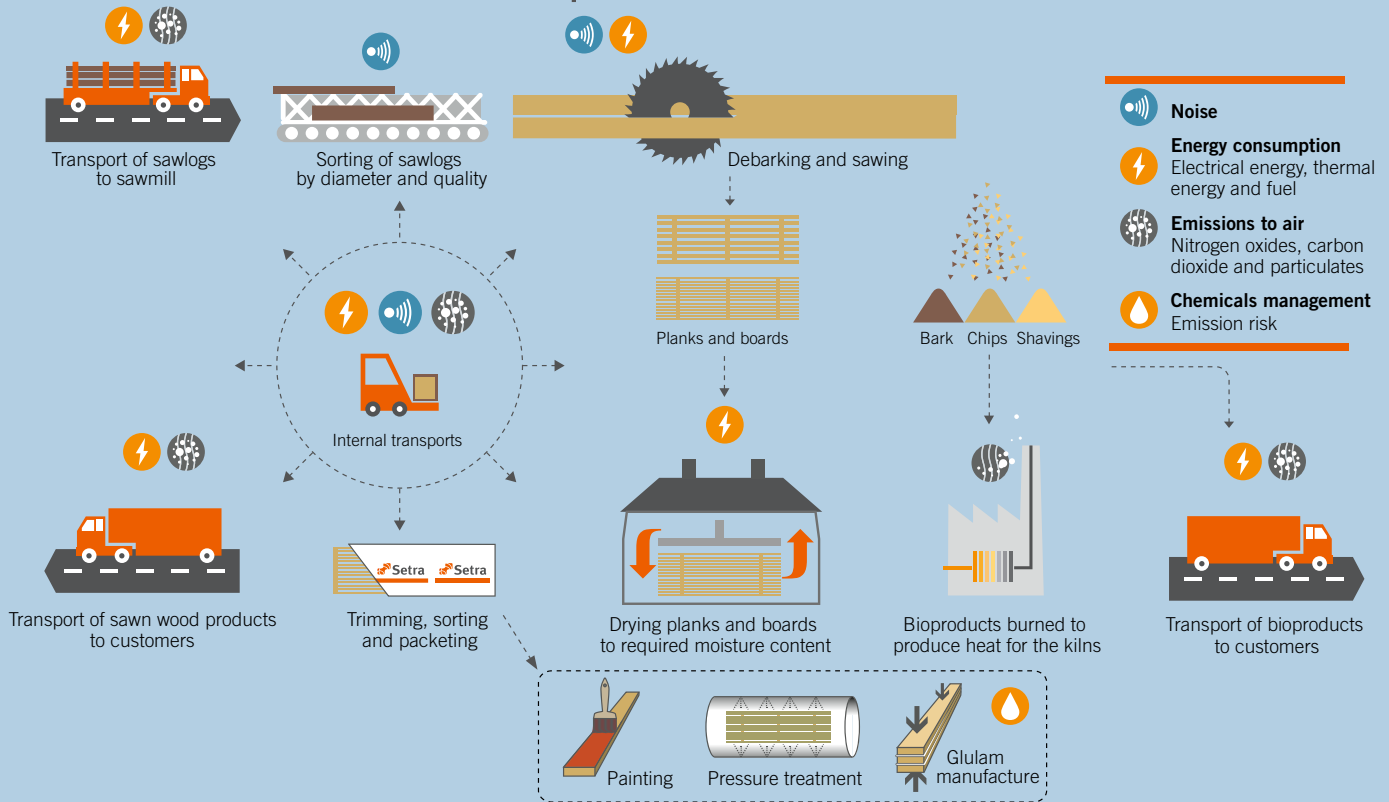 Transport of sawlogs
to sawmill
Sorting of sawlogs
by diameter and quality
Debarking and sawing
Noise
Energy consumption
Electrical energy, thermal
energy and fuel
Emissions to air
Nitrogen oxides, carbon
dioxide and particulates
Chemicals management
Emission risk
Planks and boards
Bark Chips Shavings
Internal transports
Setra Setra
Transport of sawn wood products
to customers
Trimming, sorting
and packeting
Drying planks and boards
to required moisture content
Bioproducts burned to
produce heat for the kilns
Transport of bioproducts
to customers
Painting
Pressure treatment
Glulam
manufacture